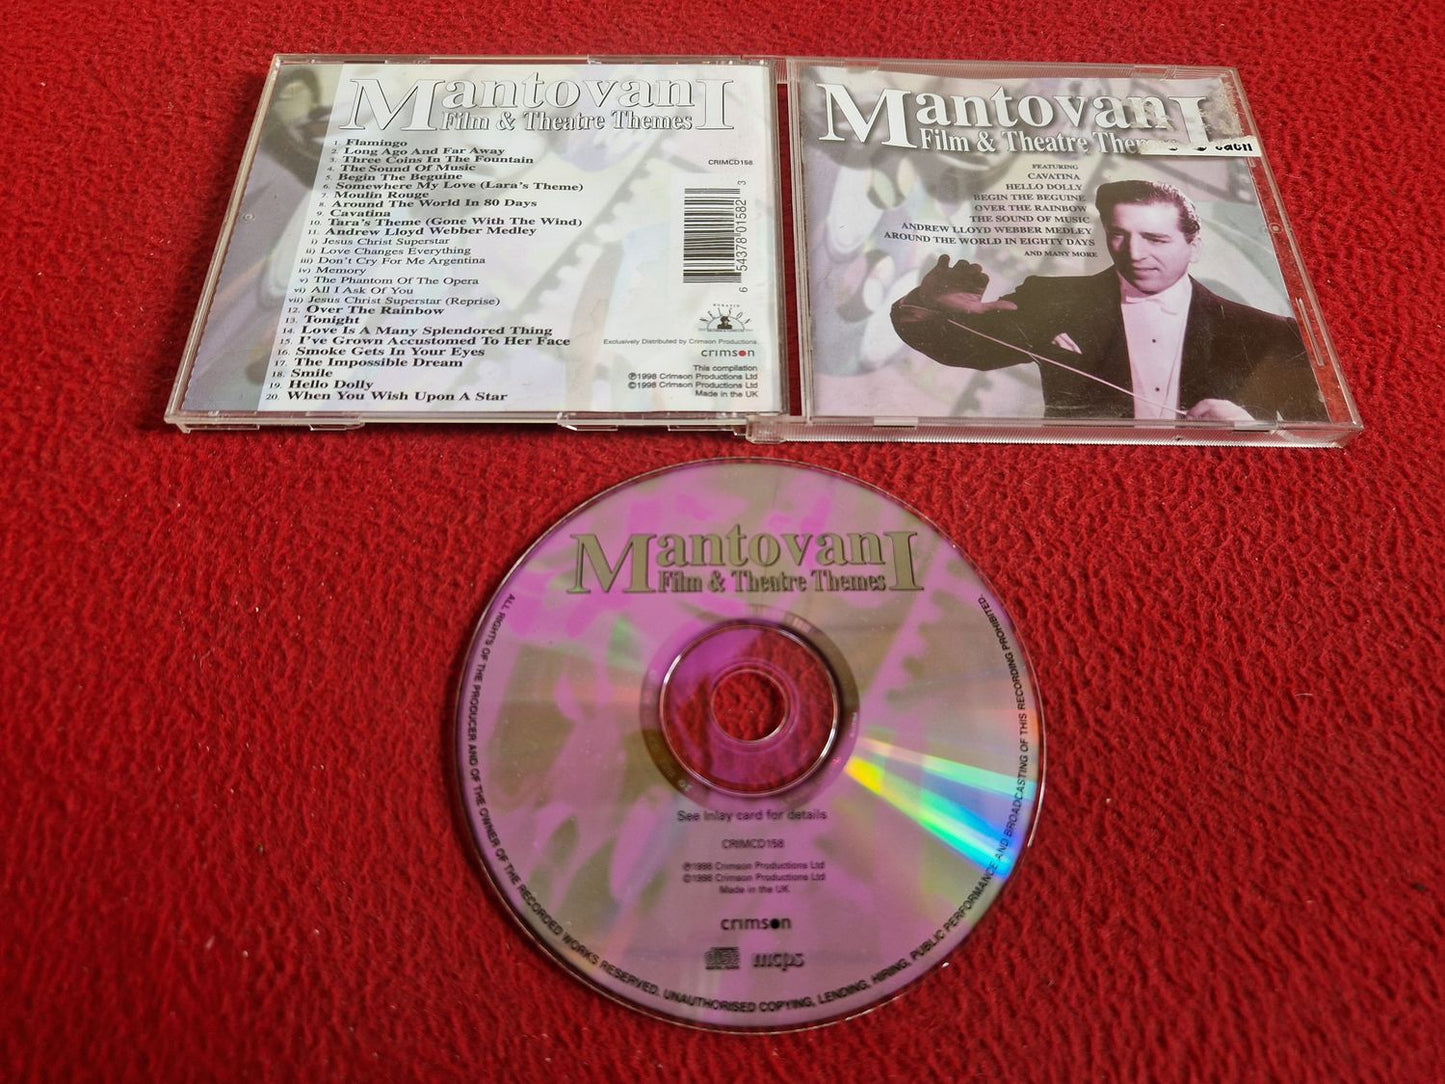 MantovanI
Film & Theatre Themes
1. Flamingo
2. Long Ago And Far Away
3. Three Coins In The Fountain
4. The Sound Of Music
5. Begin The Beguine
6. Somewhere My Love (Lara's Theme)
7. Moulin Rouge
8. Around The World In 80 Days
9. Cavatina
10. Tara's Theme (Gone With The Wind)
11. Andrew Lloyd Webber Medley
i) Jesus Christ Superstar
ii) Love Changes Everything
iii) Don't Cry For Me Argentina
iv) Memory
v) The Phantom Of The Opera
vi) All I Ask Of You
vii) Jesus Christ Superstar (Reprise)
12. Over The Rainbow
13. Tonight
14. Love Is A Many Splendored Thing
15. I've Grown Accustomed To Her Face
16. Smoke Gets In Your Eyes
17. The Impossible Dream
18. Smile
19. Hello Dolly
20. When You Wish Upon A Star
CRIMCD158
6 54378 01582 3
NELSON
Exclusively Distributed by Crimson Productions.
crimson
This compilation
℗1998 Crimson Productions Ltd
©1998 Crimson Productions Ltd
Made in the UK
MantovanI
Film & Theatre
each
FEATURING
CAVATINA
HELLO DOLLY
BEGIN THE BEGUINE
OVER THE RAINBOW
THE SOUND OF MUSIC
ANDREW LLOYD WEBBER MEDLEY
AROUND THE WORLD IN EIGHTY DAYS
AND MANY MORE
MantovanI
Film & Theatre Themes
ALL RIGHTS OF THE PRODUCER AND OF THE OWNER OF THE RECORDED WORKS RESERVED. UNAUTHORISED COPYING, LENDING, HIRING, PUBLIC PERFORMANCE AND BROADCASTING OF THIS RECORDING PROHIBITED.
See Inlay card for details
CRIMCD158
℗1998 Crimson Productions Ltd
©1998 Crimson Productions Ltd
Made in the UK
crimson
disc
mcps